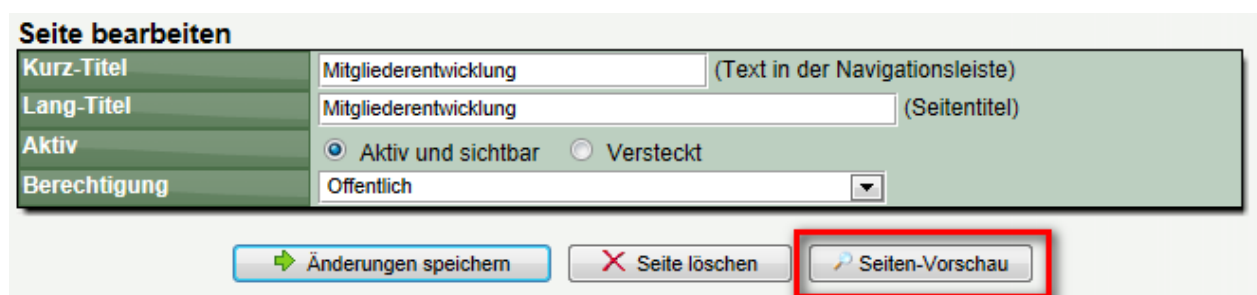 Seite bearbeiten
Kurz-Titel Mitgliederentwicklung (Text in der Navigationsleiste)
Lang-Titel Mitgliederentwicklung (Seitentitel)
Aktiv Aktiv und sichtbar Versteckt
Berechtigung Offentlich
Änderungen speichern Seite löschen Seiten-Vorschau